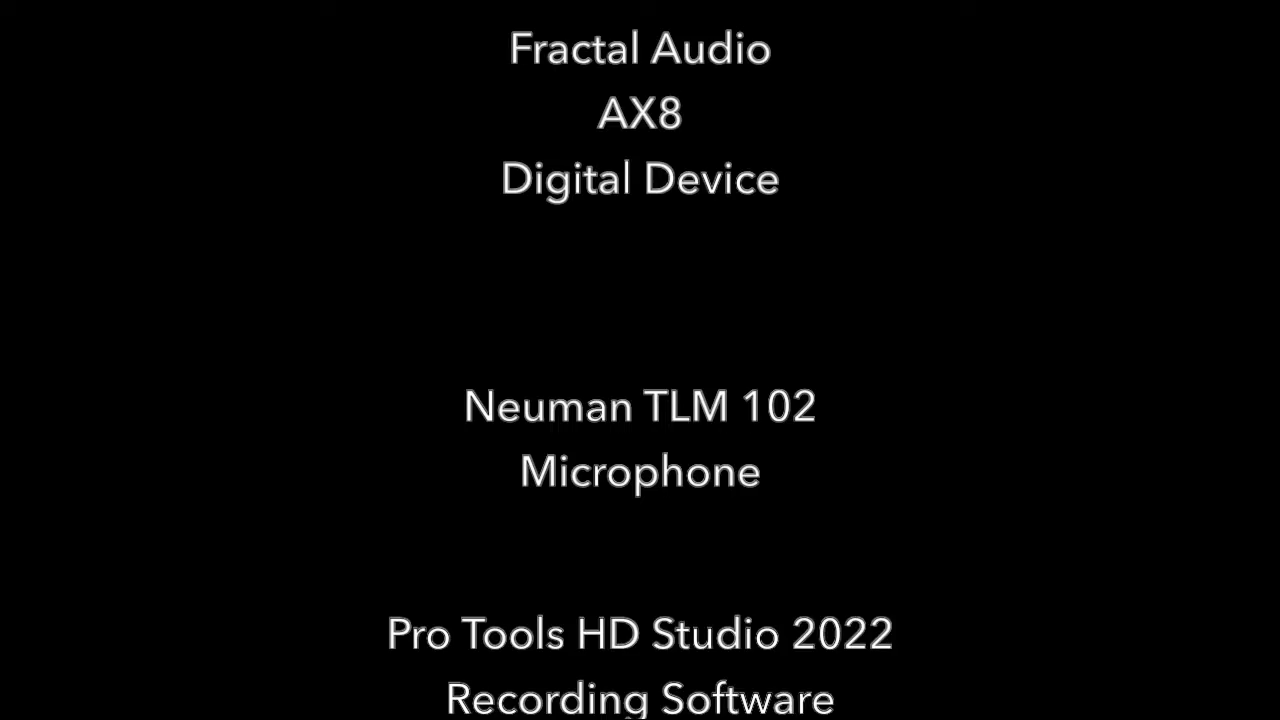 Fractal Audio
AX8
Digital Device
Neuman TLM 102
Microphone
Pro Tools HD Studio 2022
Recording Software